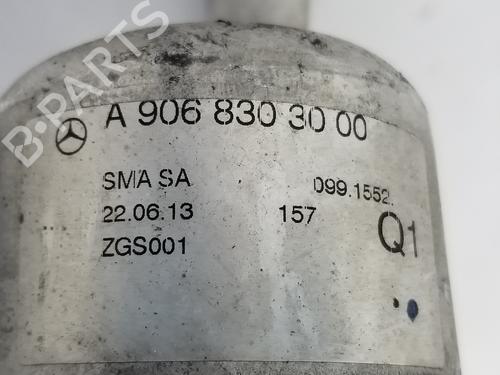 B-PARTS
A 906 830 30 00
SMA SA 099.1552.
22.06.13 157 Q1
ZGS001